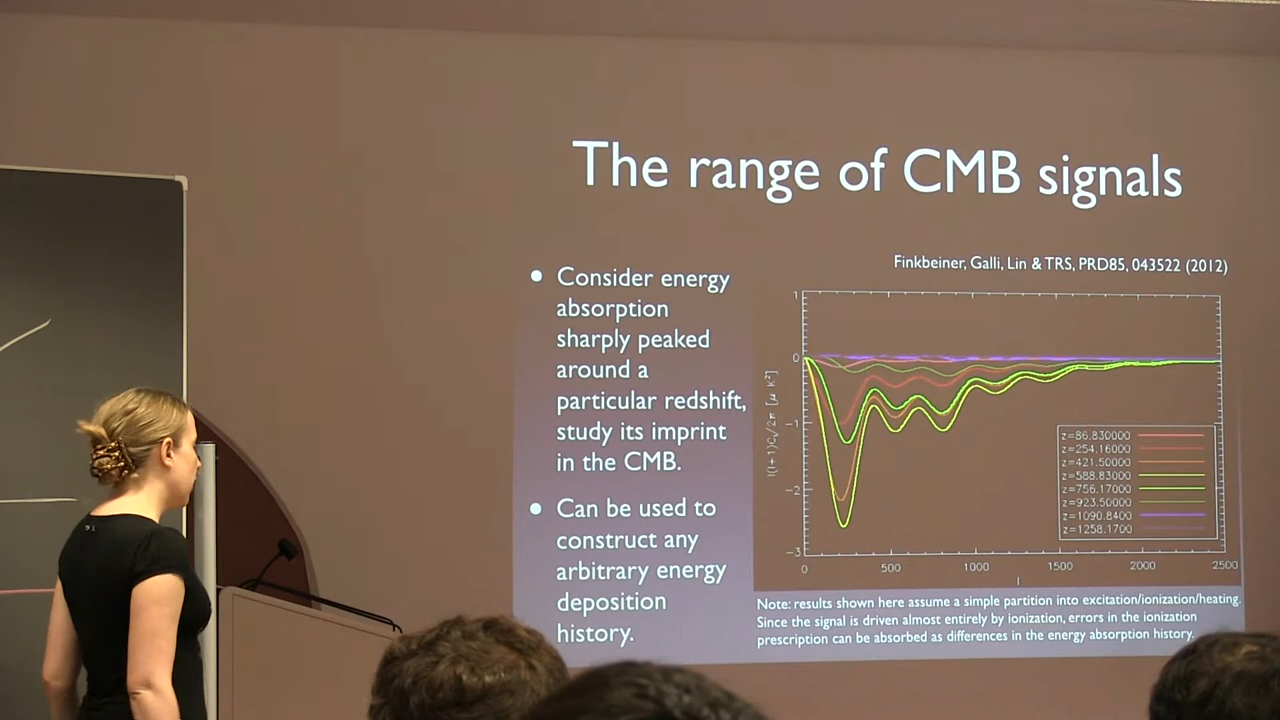 The range of CMB signals
Finkbeiner, Galli, Lin & TRS, PRD85, 043522 (2012)
• Consider energy
absorption
sharply peaked
around a
particular redshift,
study its imprint
in the CMB.
• Can be used to
construct any
arbitrary energy
deposition
history.
1
0
−1
−2
−3
l(l+1)Cₗ/2π [μ K²]
z=86.830000
z=254.16000
z=421.50000
z=588.83000
z=756.17000
z=923.50000
z=1090.8400
z=1258.1700
0 500 1000 1500 2000 2500
l
Note: results shown here assume a simple partition into excitation/ionization/heating.
Since the signal is driven almost entirely by ionization, errors in the ionization
prescription can be absorbed as differences in the energy absorption history.